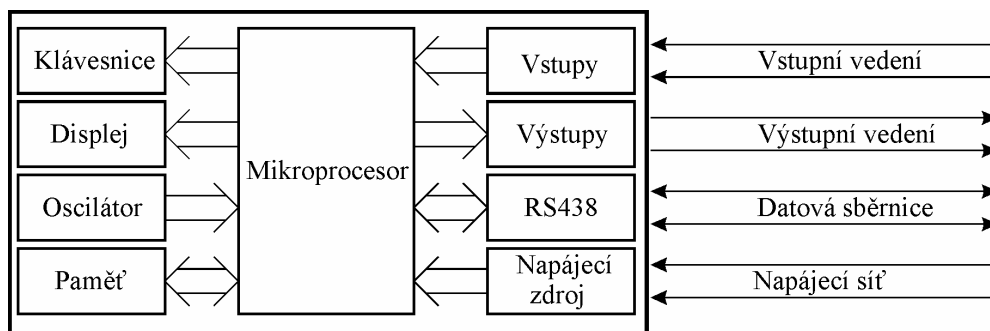 Klávesnice
Displej
Oscilátor
Paměť
Mikroprocesor
Vstupy
Výstupy
RS438
Napájecí
zdroj
Vstupní vedení
Výstupní vedení
Datová sběrnice
Napájecí síť